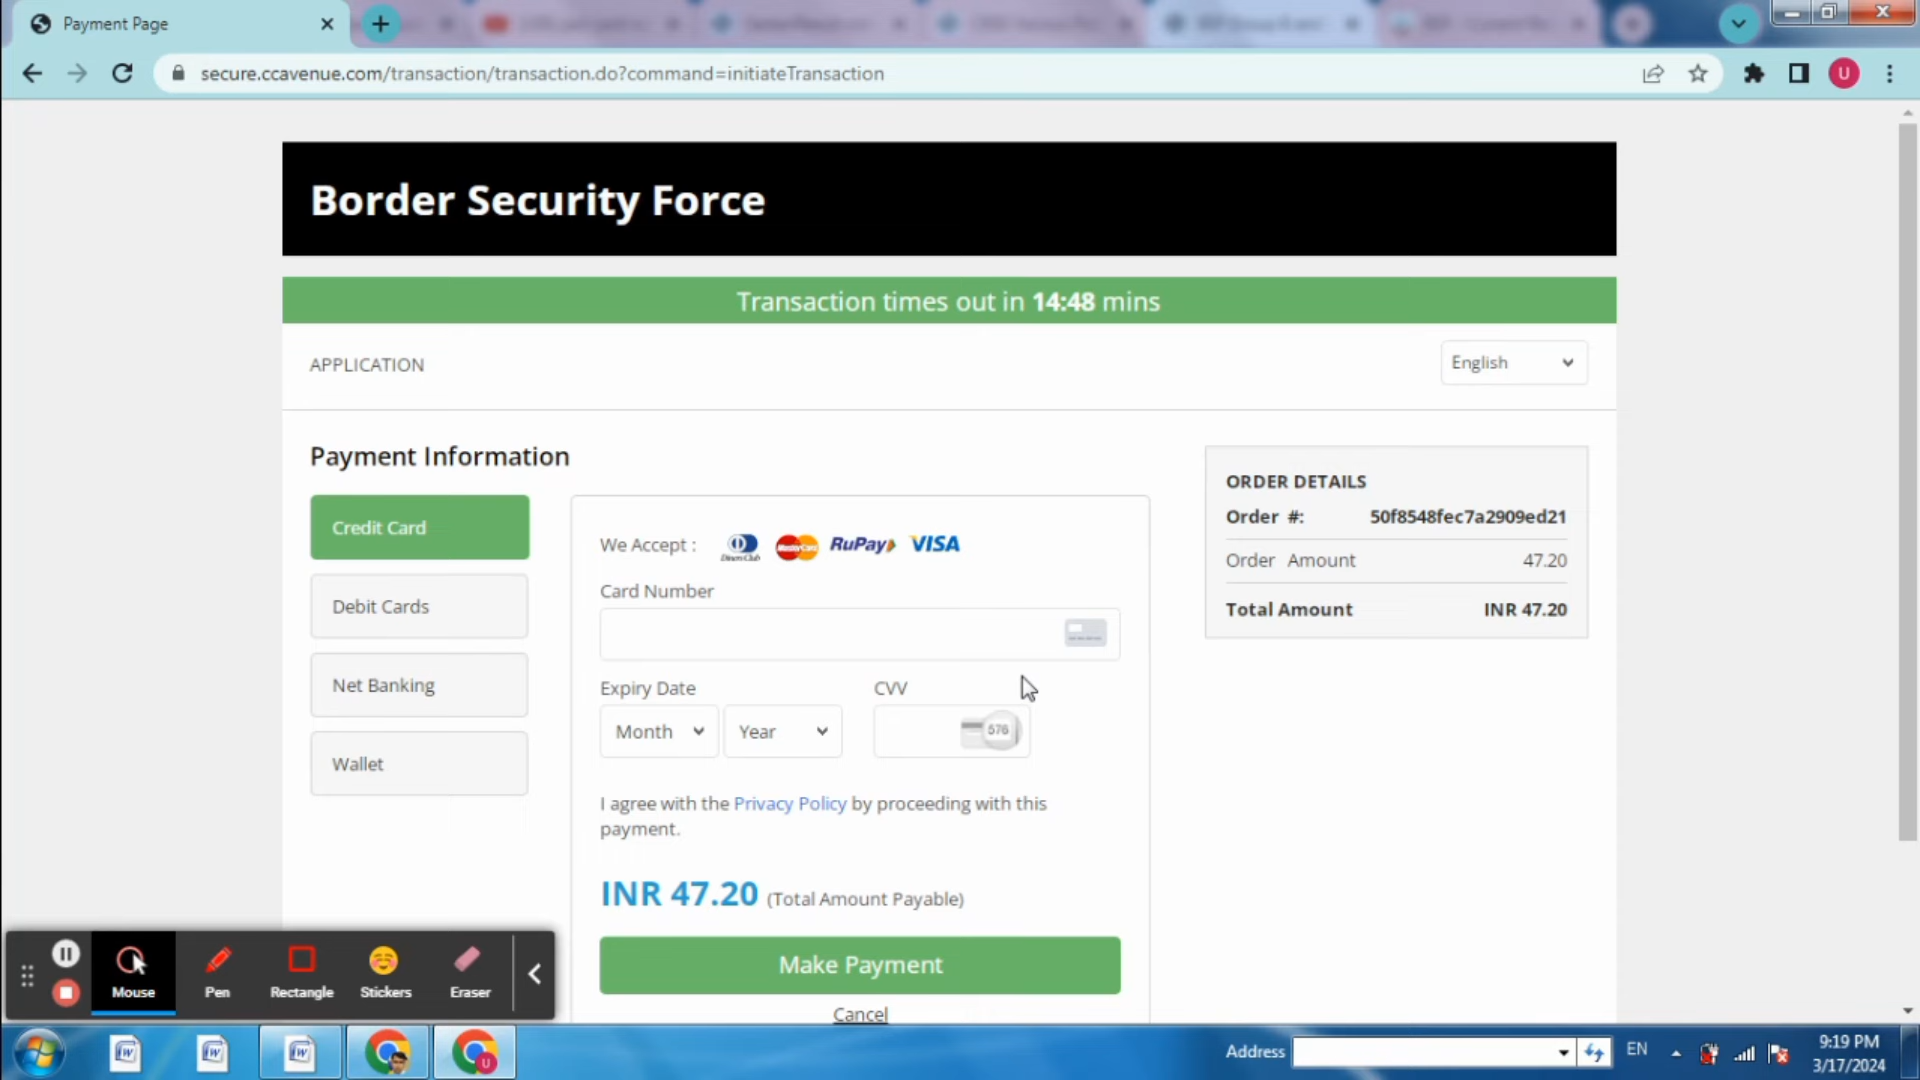 Payment Page
secure.ccavenue.com/transaction/transaction.do?command=initiateTransaction
U
Border Security Force
Transaction times out in 14:48 mins
APPLICATION
English
Payment Information
Credit Card
Debit Cards
Net Banking
Wallet
We Accept :
Diners Club
MasterCard
RuPay
VISA
Card Number
Expiry Date
CVV
Month
Year
576
I agree with the Privacy Policy by proceeding with this
payment.
INR 47.20 (Total Amount Payable)
Make Payment
Cancel
ORDER DETAILS
Order #: 50f8548fec7a2909ed21
Order Amount 47.20
Total Amount INR 47.20
Mouse
Pen
Rectangle
Stickers
Eraser
Address
EN
9:19 PM
3/17/2024